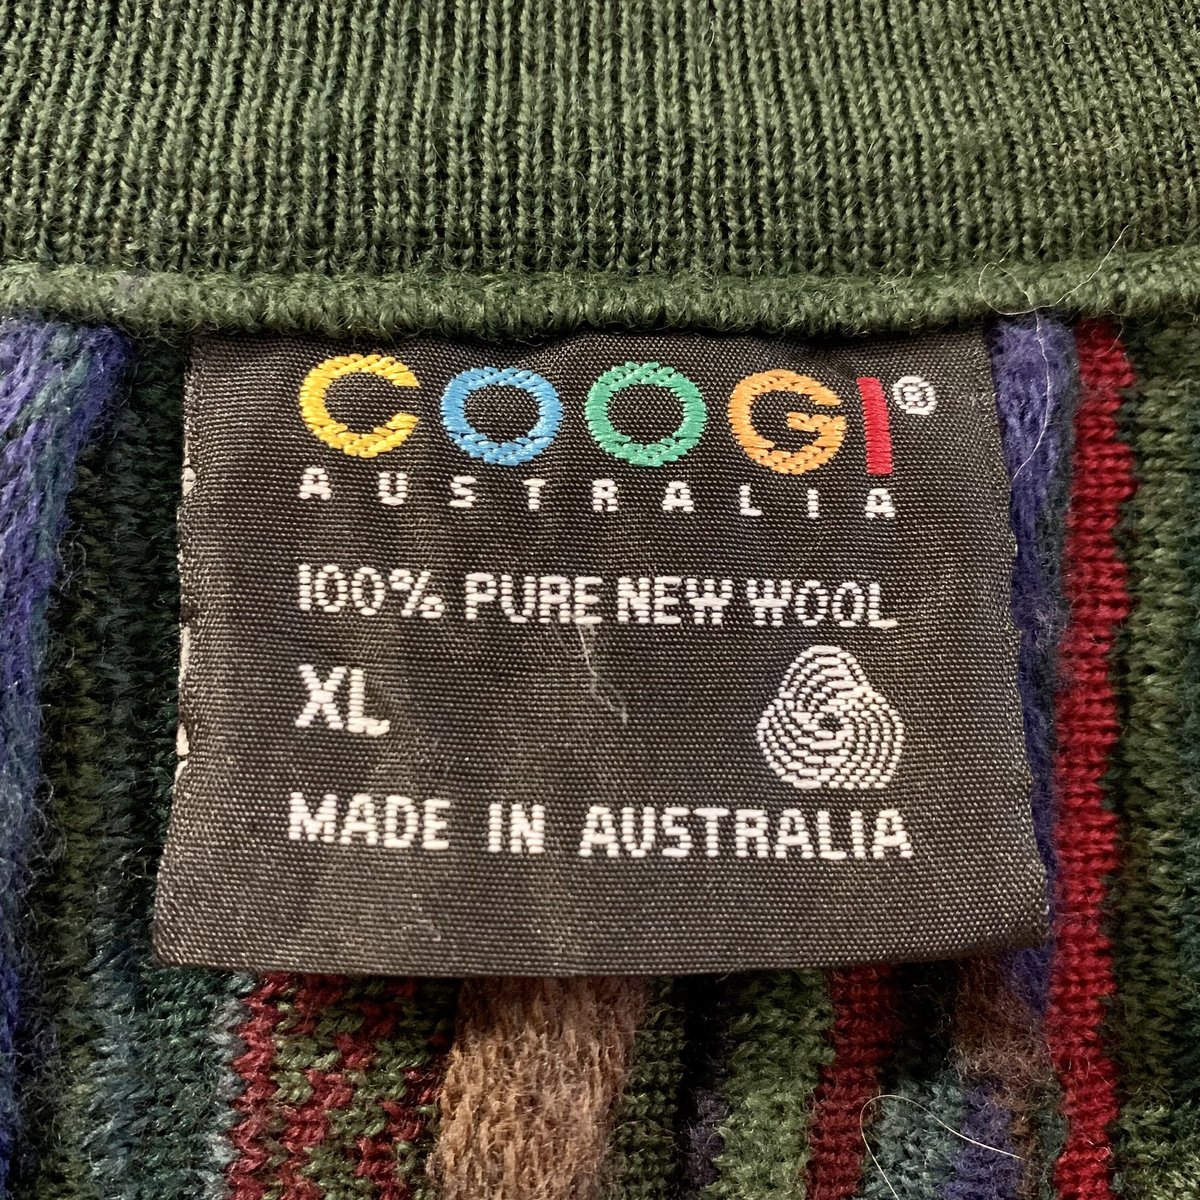 COOGI®
AUSTRALIA
100% PURE NEW WOOL
XL
MADE IN AUSTRALIA